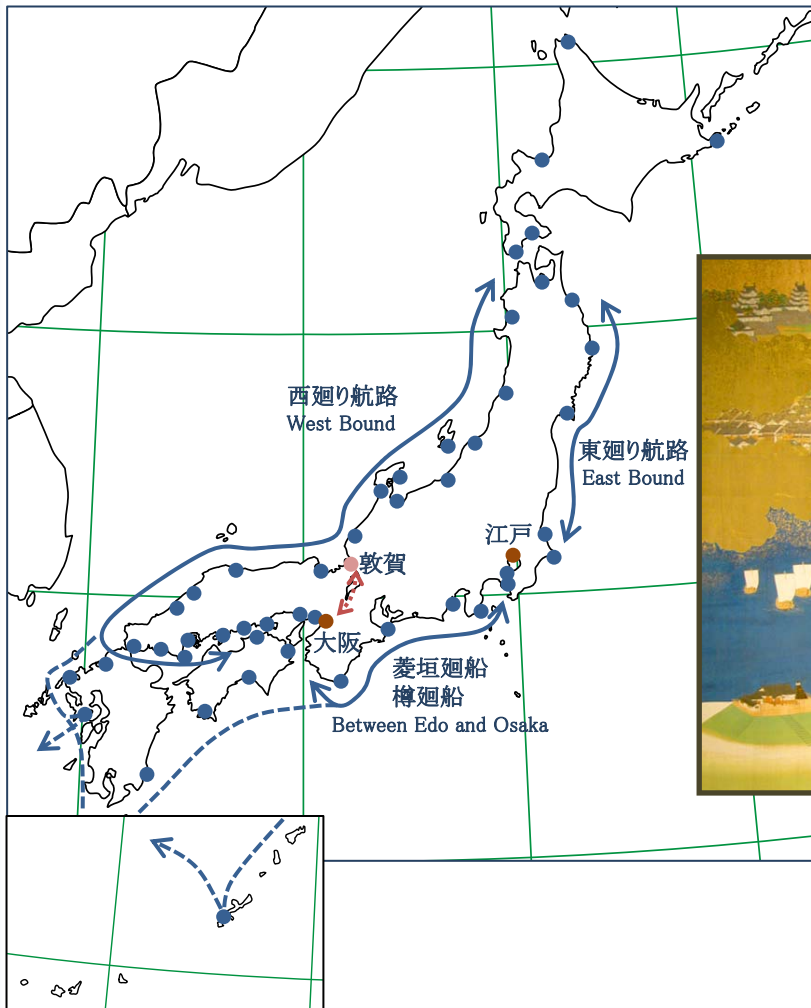 西廻り航路
West Bound
東廻り航路
East Bound
江戸
敦賀
大阪
菱垣廻船
樽廻船
Between Edo and Osaka